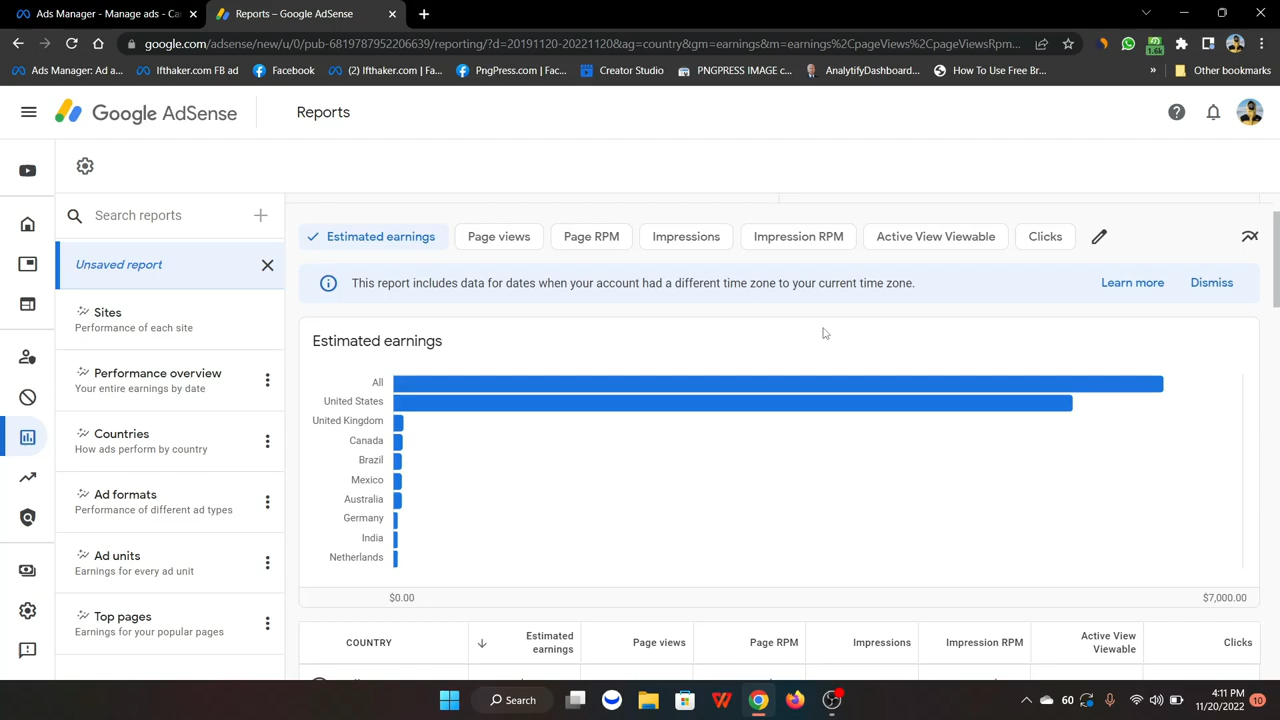 Ads Manager - Manage ads - Ca
Reports – Google AdSense
google.com/adsense/new/u/0/pub-6819787952206639/reporting/?d=20191120-20221120&ag=country&gm=earnings&m=earnings%2CpageViews%2CpageViewsRpm...
1.6k
Ads Manager: Ad a...
Ifthaker.com FB ad
Facebook
(2) Ifthaker.com | Fa...
PngPress.com | Fac...
Creator Studio
PNGPRESS IMAGE c...
AnalytifyDashboard...
How To Use Free Br...
»
Other bookmarks
Google AdSense
Reports
Search reports
Unsaved report
Sites
Performance of each site
Performance overview
Your entire earnings by date
Countries
How ads perform by country
Ad formats
Performance of different ad types
Ad units
Earnings for every ad unit
Top pages
Earnings for your popular pages
Estimated earnings
Page views
Page RPM
Impressions
Impression RPM
Active View Viewable
Clicks
This report includes data for dates when your account had a different time zone to your current time zone.
Learn more
Dismiss
Estimated earnings
All
United States
United Kingdom
Canada
Brazil
Mexico
Australia
Germany
India
Netherlands
$0.00
$7,000.00
COUNTRY
Estimated
earnings
Page views
Page RPM
Impressions
Impression RPM
Active View
Viewable
Clicks
Search
60
4:11 PM
11/20/2022
10